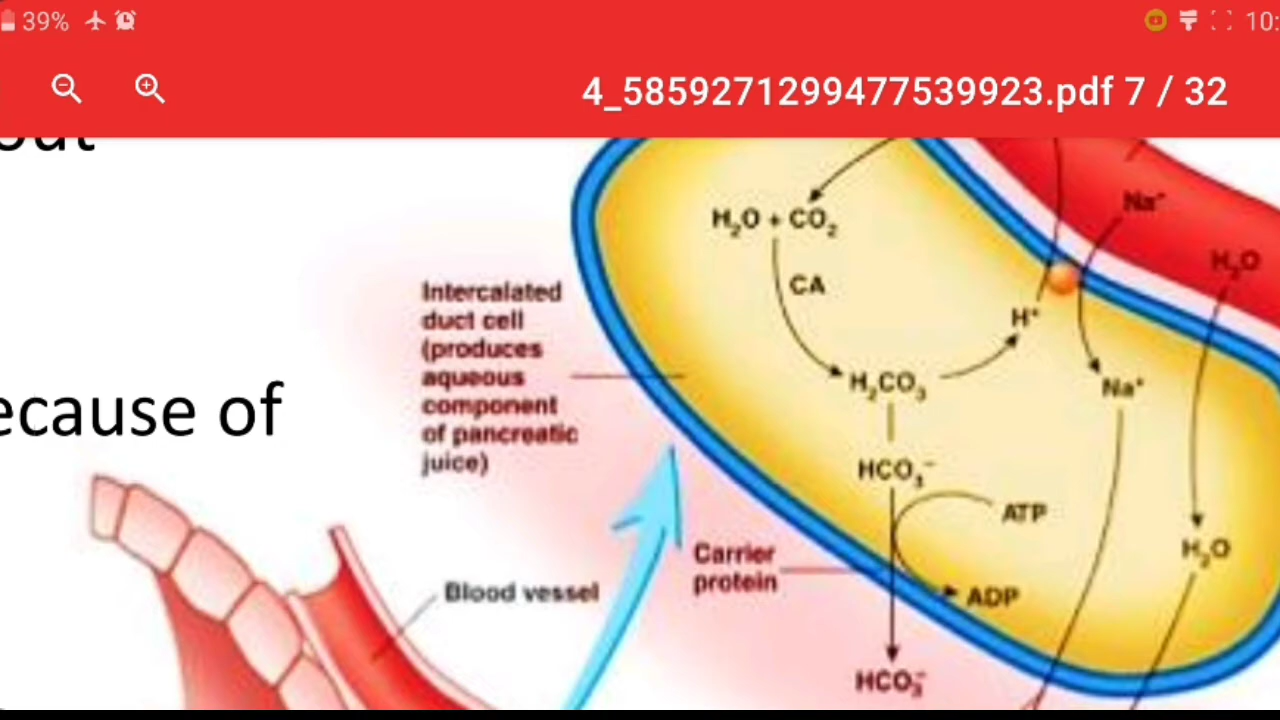 39%
10:
4_5859271299477539923.pdf 7 / 32
out
Na⁺
H₂O + CO₂
H₂O
CA
Intercalated
duct cell
(produces
aqueous
component
of pancreatic
juice)
H⁺
H₂CO₃
Na⁺
ecause of
HCO₃⁻
ATP
H₂O
Carrier
protein
Blood vessel
ADP
HCO₃⁻